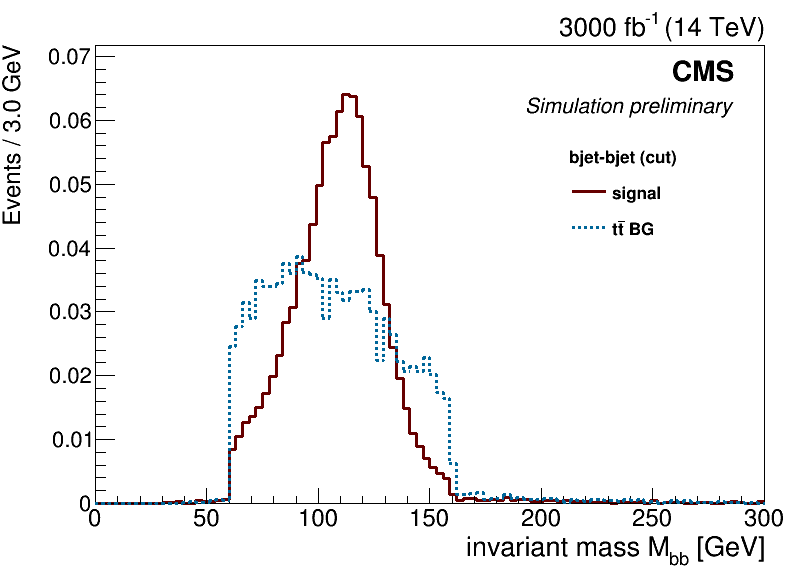 3000 fb⁻¹ (14 TeV)
CMS
Simulation preliminary
bjet-bjet (cut)
signal
tt̄ BG
Events / 3.0 GeV
0.07
0.06
0.05
0.04
0.03
0.02
0.01
0
0 50 100 150 200 250 300
invariant mass M_bb [GeV]